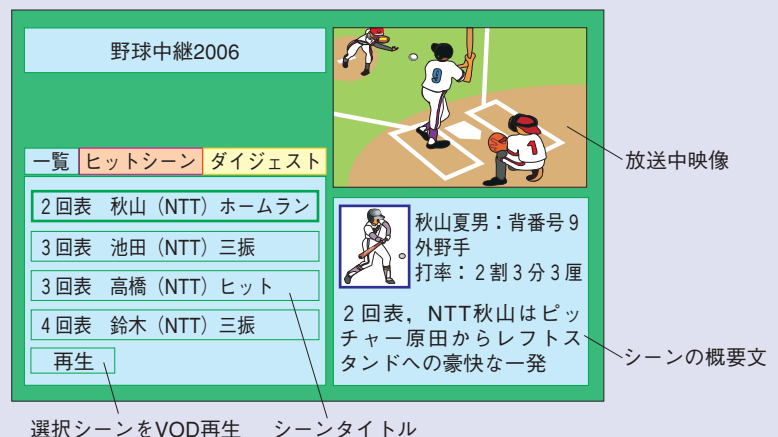 野球中継2006
9
1
一覧 ヒットシーン ダイジェスト
2回表 秋山（NTT）ホームラン
3回表 池田（NTT）三振
3回表 高橋（NTT）ヒット
4回表 鈴木（NTT）三振
再生
秋山夏男：背番号9
外野手
打率：2割3分3厘
2回表，NTT秋山はピッ
チャー原田からレフトス
タンドへの豪快な一発
放送中映像
シーンの概要文
選択シーンをVOD再生 シーンタイトル